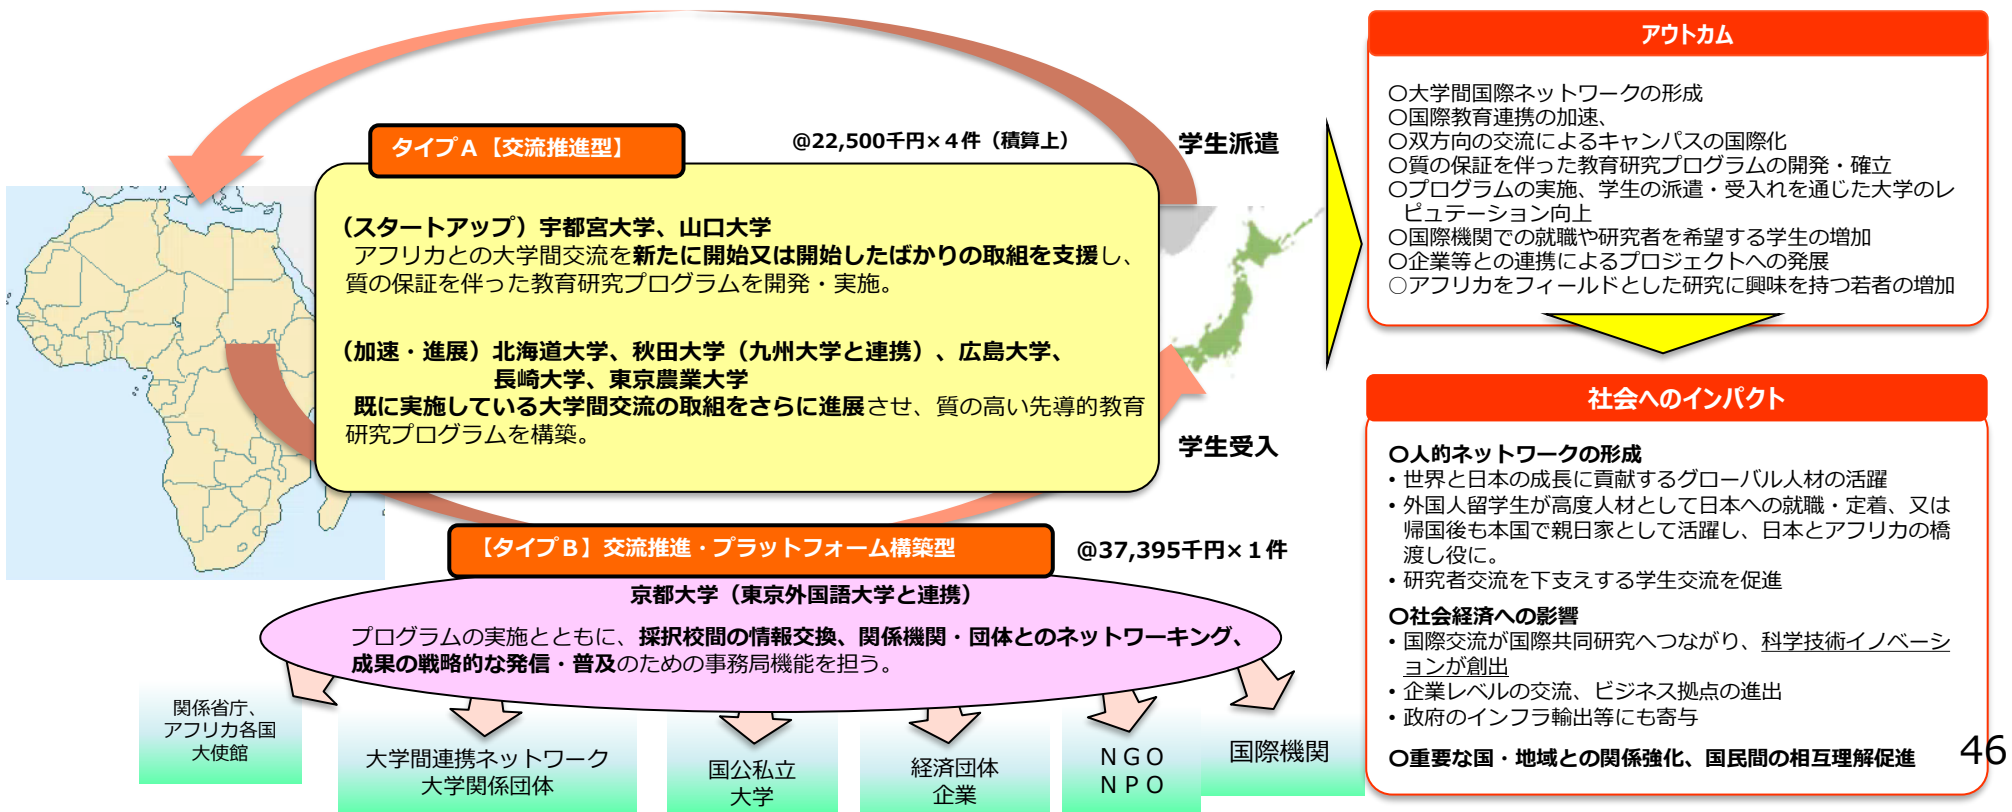 タイプA【交流推進型】
@22,500千円×4件（積算上）
学生派遣
（スタートアップ）宇都宮大学、山口大学
アフリカとの大学間交流を新たに開始又は開始したばかりの取組を支援し、
質の保証を伴った教育研究プログラムを開発・実施。
（加速・進展）北海道大学、秋田大学（九州大学と連携）、広島大学、
長崎大学、東京農業大学
既に実施している大学間交流の取組をさらに進展させ、質の高い先導的教育
研究プログラムを構築。
学生受入
【タイプB】交流推進・プラットフォーム構築型
@37,395千円×1件
京都大学（東京外国語大学と連携）
プログラムの実施とともに、採択校間の情報交換、関係機関・団体とのネットワーキング、
成果の戦略的な発信・普及のための事務局機能を担う。
関係省庁、
アフリカ各国
大使館
大学間連携ネットワーク
大学関係団体
国公私立
大学
経済団体
企業
ＮＧＯ
ＮＰＯ
国際機関
アウトカム
○大学間国際ネットワークの形成
○国際教育連携の加速、
○双方向の交流によるキャンパスの国際化
○質の保証を伴った教育研究プログラムの開発・確立
○プログラムの実施、学生の派遣・受入れを通じた大学のレ
ピュテーション向上
○国際機関での就職や研究者を希望する学生の増加
○企業等との連携によるプロジェクトへの発展
○アフリカをフィールドとした研究に興味を持つ若者の増加
社会へのインパクト
○人的ネットワークの形成
・世界と日本の成長に貢献するグローバル人材の活躍
・外国人留学生が高度人材として日本への就職・定着、又は
帰国後も本国で親日家として活躍し、日本とアフリカの橋
渡し役に。
・研究者交流を下支えする学生交流を促進
○社会経済への影響
・国際交流が国際共同研究へつながり、科学技術イノベーシ
ョンが創出
・企業レベルの交流、ビジネス拠点の進出
・政府のインフラ輸出等にも寄与
○重要な国・地域との関係強化、国民間の相互理解促進
46